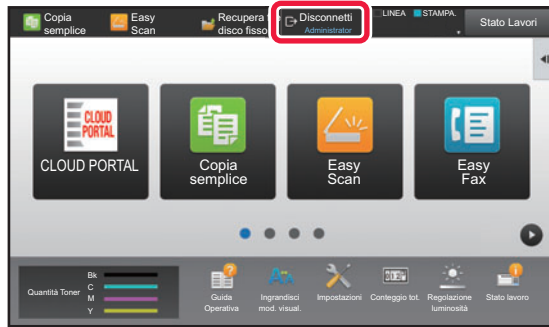 Copia
semplice
Easy
Scan
Recupera
disco fisso
Disconnetti
Administrator
LINEA
STAMPA.
Stato Lavori
CLOUD
PORTAL
CLOUD PORTAL
Copia
semplice
Easy
Scan
Easy
Fax
Quantità Toner
Bk
C
M
Y
Guida
Operativa
Ingrandisci
mod. visual.
Impostazioni
Conteggio tot.
Regolazione
luminosità
Stato lavoro